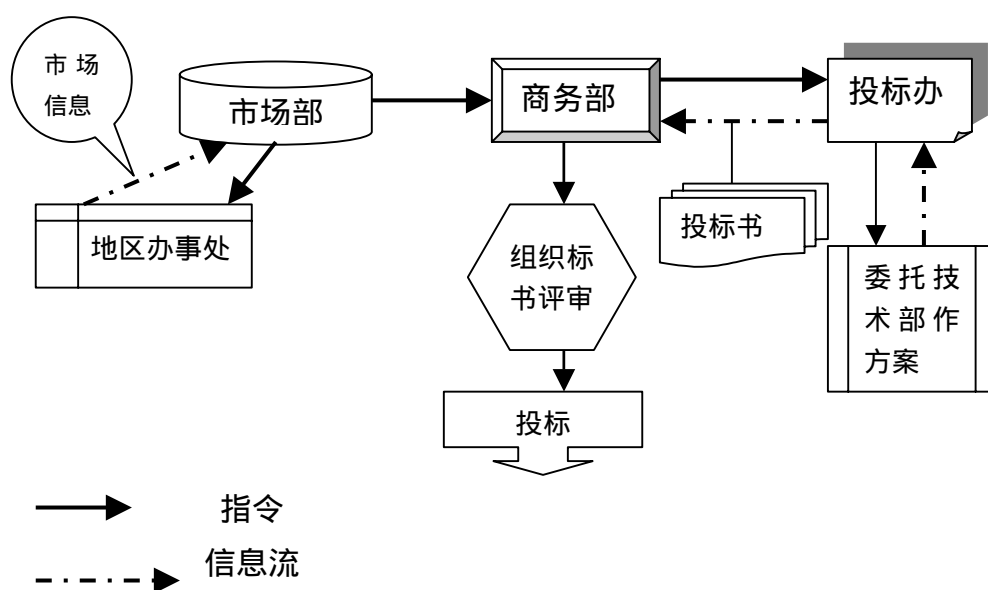 市 场
信息
市场部
商务部
投标办
地区办事处
投标书
组织标
书评审
委 托 技
术 部 作
方案
投标
指令
信息流